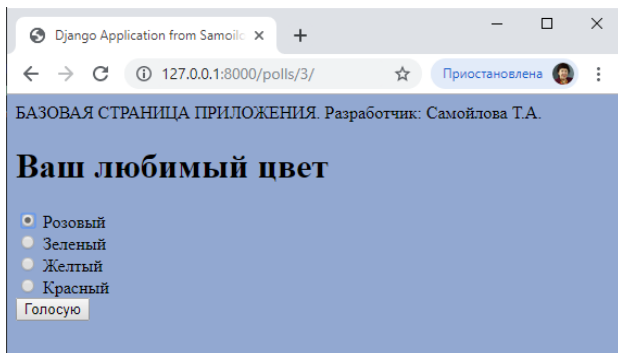 Django Application from Samoilo
127.0.0.1:8000/polls/3/
Приостановлена
БАЗОВАЯ СТРАНИЦА ПРИЛОЖЕНИЯ. Разработчик: Самойлова Т.А.
Ваш любимый цвет
Розовый
Зеленый
Желтый
Красный
Голосую